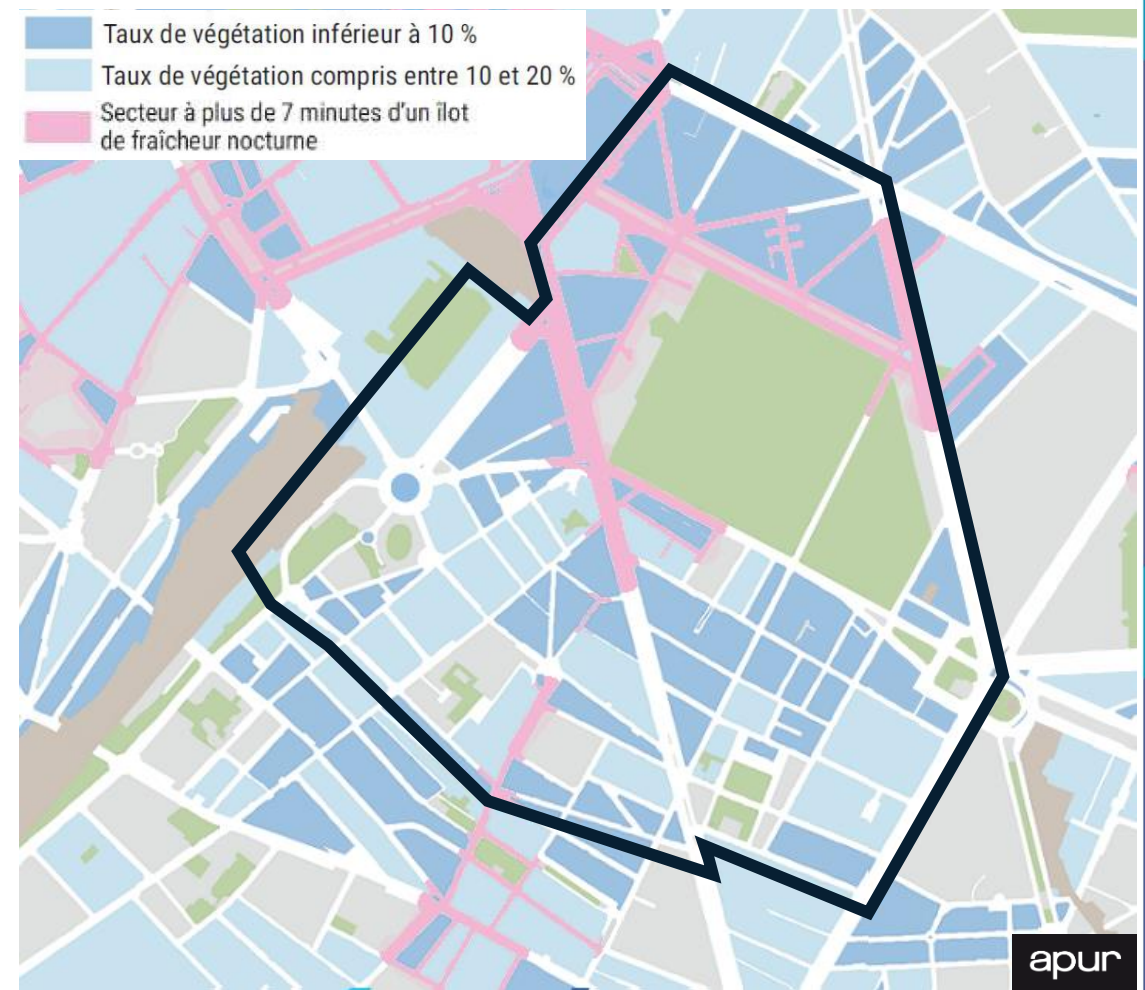 Taux de végétation inférieur à 10 %
Taux de végétation compris entre 10 et 20 %
Secteur à plus de 7 minutes d'un îlot
de fraîcheur nocturne
apur